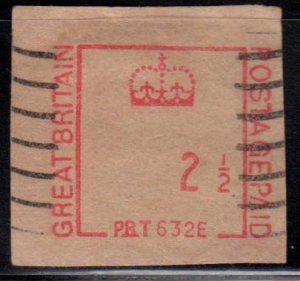 GREAT BRITAIN
POSTAGE PAID
2 ½
P.B.T 632E